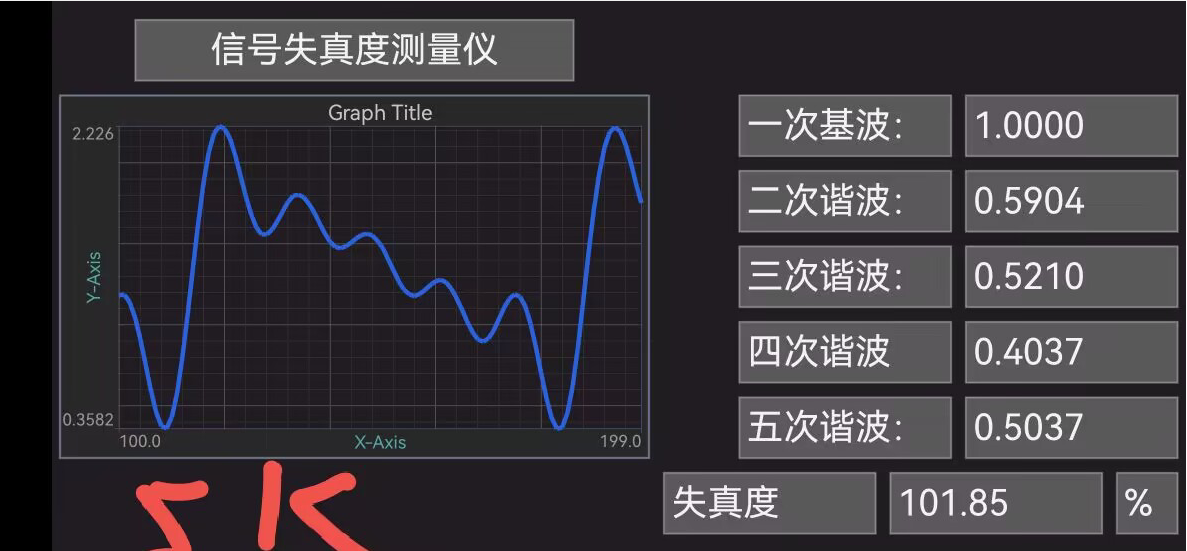 信号失真度测量仪
Graph Title
2.226
Y-Axis
0.3582
100.0
X-Axis
199.0
一次基波: 1.0000
二次谐波: 0.5904
三次谐波: 0.5210
四次谐波 0.4037
五次谐波: 0.5037
失真度 101.85 %
5K